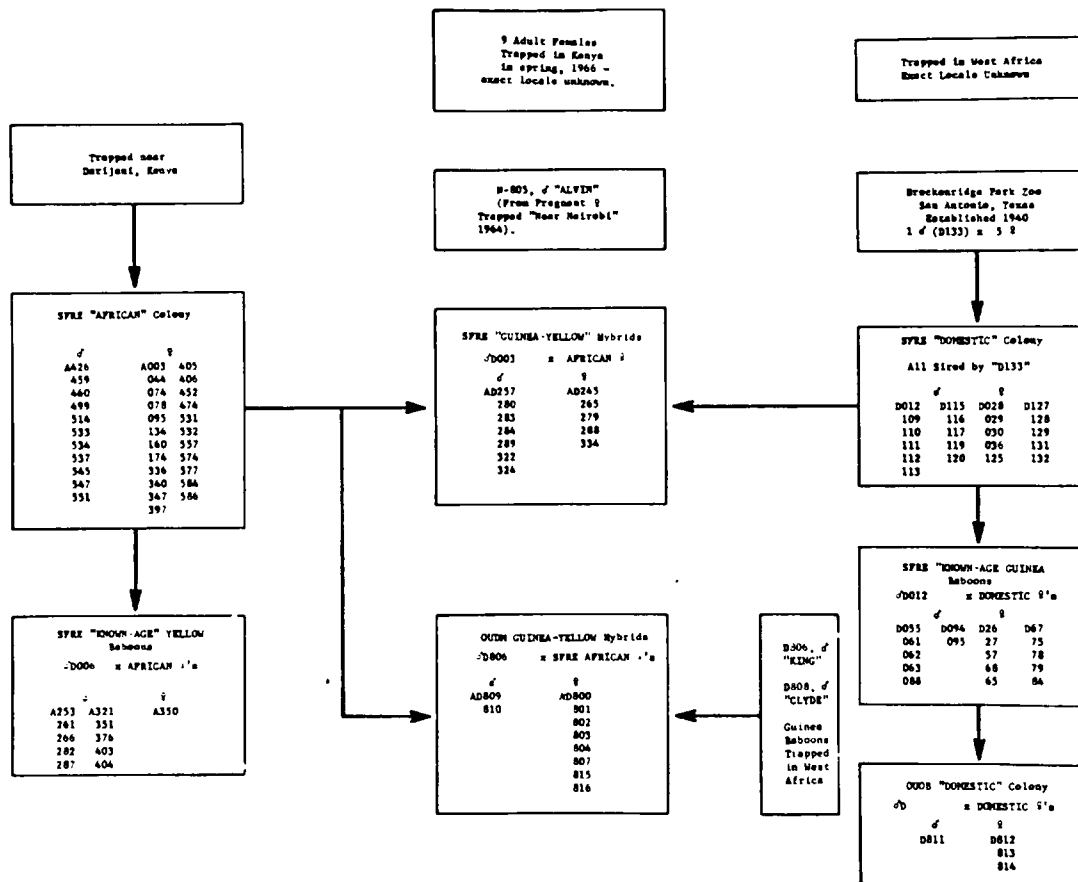 9 Adult Females
Trapped in Kenya
in spring, 1966 -
exact locale unknown.
Trapped in West Africa
Exact Locale Unknown
Trapped near
Darijani, Kenya
♂ "ALVIN"
(From Pregnant ♀
Trapped "Near Nairobi"
1964).
Breckenridge Park Zoo
San Antonio, Texas
Established 1940
1 ♂ (D133) x 5 ♀
SFRE "AFRICAN" Colony
♂ ♀
A426 A003 405
459 044 406
460 074 452
499 078 474
514 095 531
533 134 532
534 160 557
537 174 574
545 336 577
547 340 584
551 347 586
397
SFRE "GUINEA-YELLOW" Hybrids
♂D003 x AFRICAN ♀
♂ ♀
AD257 AD245
280 265
283 279
284 288
289 334
322
324
SFRE "DOMESTIC" Colony
All Sired by "D133"
♂ ♀
D012 D115 D028 D127
109 116 029 128
110 117 030 129
111 119 036 131
112 120 125 132
113
SFRE "KNOWN-AGE" YELLOW
Baboons
♂D006 x AFRICAN 's
♀
A253 A321 A350
261 351
266 376
282 403
287 404
OUDM GUINEA-YELLOW Hybrids
♂D806 x SFRE AFRICAN 's
♂ ♀
AD809 AD800
810 801
802
803
804
807
815
816
D806, ♂
"KING"
D808, ♂
"CLYDE"
Guinea
Baboons
Trapped
in West
Africa
SFRE "KNOWN-AGE GUINEA
Baboons
♂D012 x DOMESTIC ♀'s
♂ ♀
D055 D094 D26 D67
D61 095 27 75
D62 57 78
D63 68 79
D88 65 84
OUOB "DOMESTIC" Colony
♂D x DOMESTIC ♀'s
♂ ♀
D811 D812
813
814